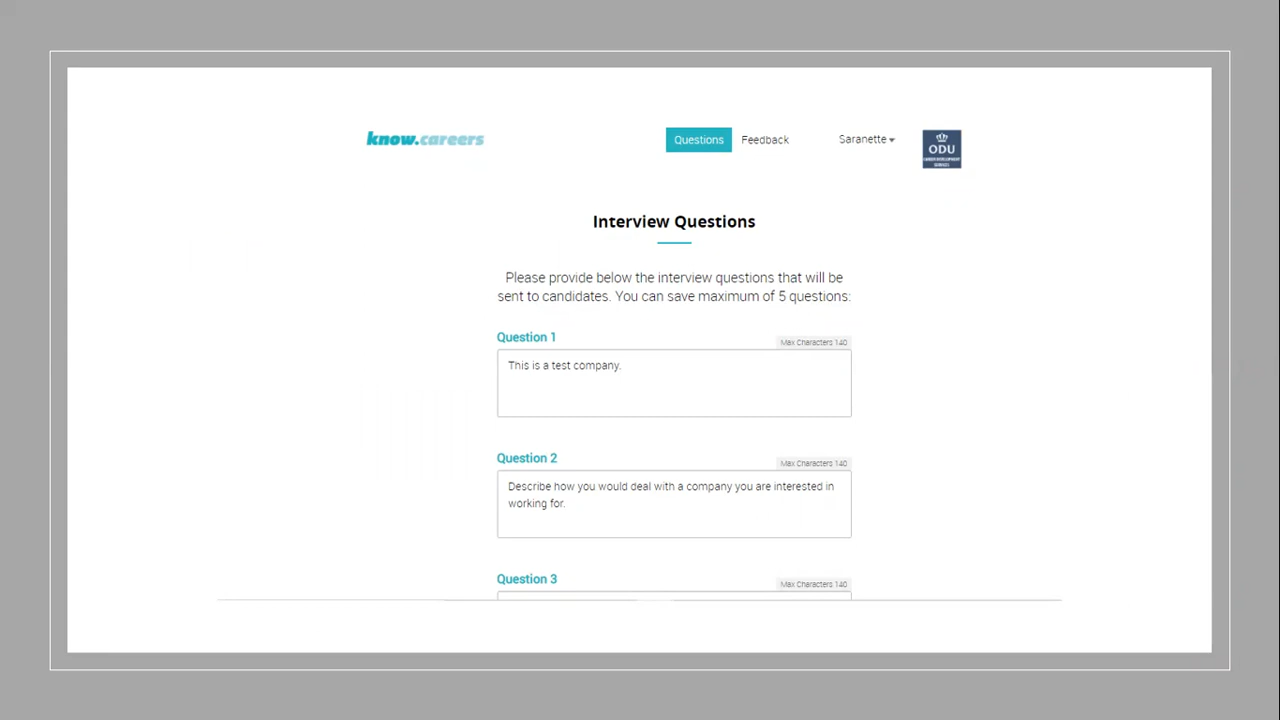 know.careers
Questions
Feedback
Saranette
ODU
CAREER DEVELOPMENT
SERVICES
Interview Questions
Please provide below the interview questions that will be
sent to candidates. You can save maximum of 5 questions:
Question 1
Max Characters 140
This is a test company.
Question 2
Max Characters 140
Describe how you would deal with a company you are interested in
working for.
Question 3
Max Characters 140